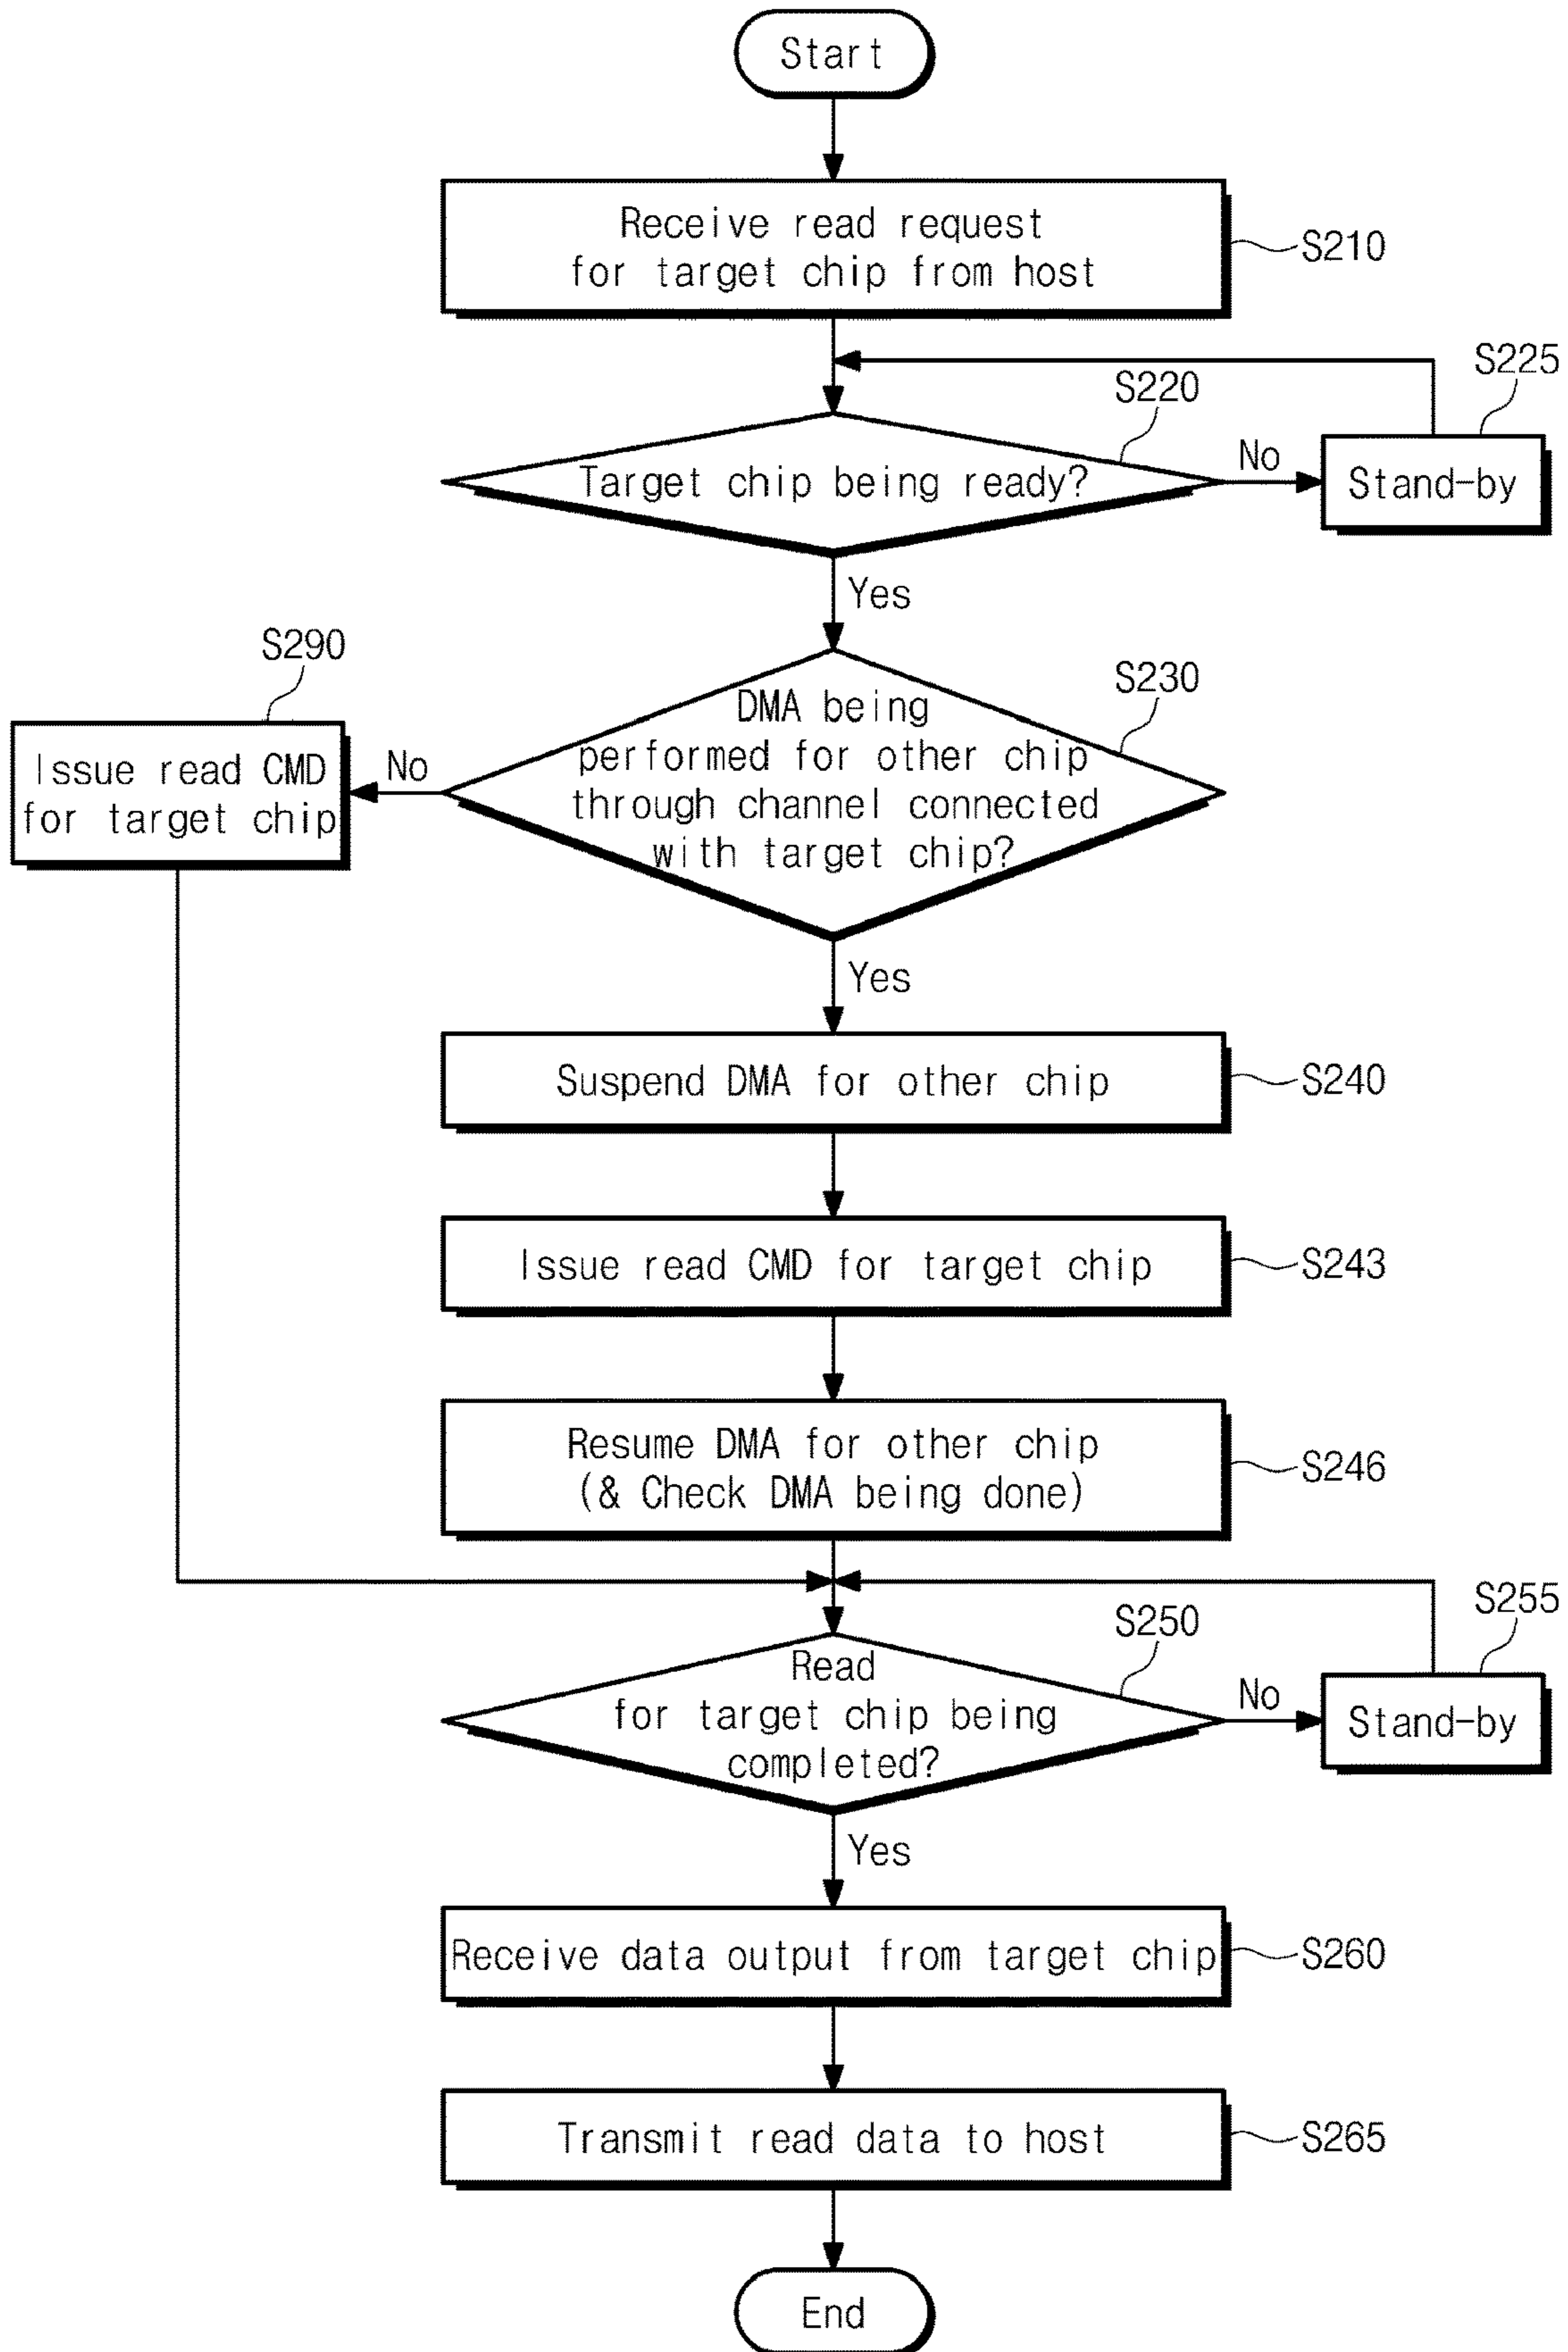 Start
Receive read request
for target chip from host
S210
S225
S220
Target chip being ready?
No
Stand-by
Yes
S290
S230
Issue read CMD
for target chip
No
DMA being
performed for other chip
through channel connected
with target chip?
Yes
Suspend DMA for other chip
S240
Issue read CMD for target chip
S243
Resume DMA for other chip
(& Check DMA being done)
S246
S255
S250
Read
for target chip being
completed?
No
Stand-by
Yes
Receive data output from target chip
S260
Transmit read data to host
S265
End